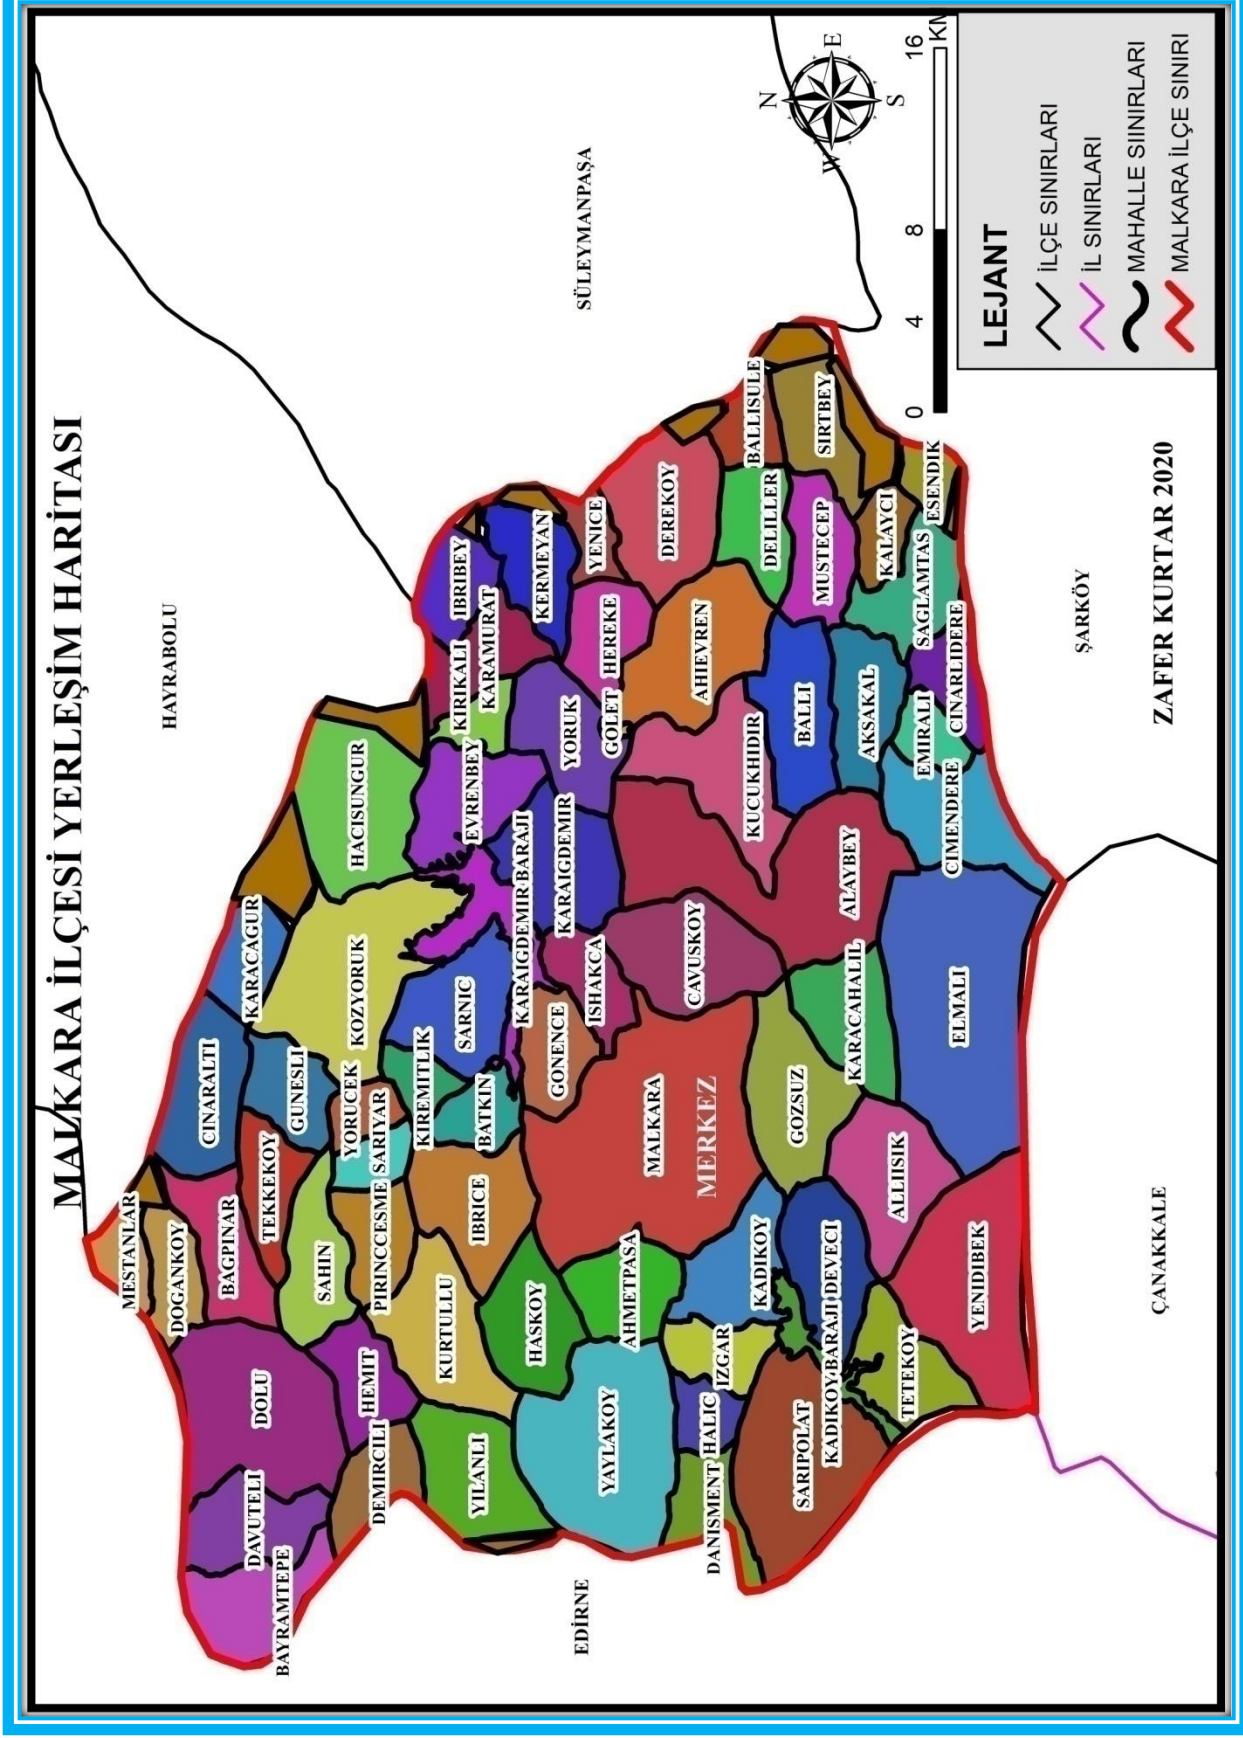 MALKARA İLÇESİ YERLEŞİM HARİTASI
HAYRABOLU
SÜLEYMANPAŞA
EDİRNE
ÇANAKKALE
ŞARKÖY
MESTANLAR
DOGANKOY
BAGPINAR
CINARALTI
KARACAGUR
TEKKEKOY
GUNESLI
SAHIN
DOLU
DAVUTELI
BAYRAMTEPE
HEMIT
DEMIRCILI
PIRINCCESME
SARIYAR
YORUCEK
KOZYORUK
HACISUNGUR
KIREMITLIK
SARNIC
BATKIN
IBRICE
KURTULLU
YILANLI
HASKOY
YAYLAKOY
AHMETPASA
EVRENBEY
KARAIGDEMIR BARAJI
KARAIGDEMIR
KIRIKALI
KARAMURAT
IBRIBEY
KERMEYAN
YENICE
HEREKE
GOLET
YORUK
GONENCE
ISHAKCA
MALKARA
MERKEZ
CAVUSKOY
KUCUKHIDIR
AHIEVREN
DEREKOY
BALLISULE
DELILLER
MUSTECEP
SIRTBEY
KALAYCI
ESENDIK
SAGLAMTAS
CINARLIDERE
EMIRALI
AKSAKAL
BALLI
CIMENDERE
ALAYBEY
KARACAHALIL
GOZSUZ
ELMALI
ALLIISIK
YENIDIBEK
DEVECI
KADIKOY
KADIKOY BARAJI
IZGAR
HALIC
DANISMENT
SARIPOLAT
TETEKOY
N
E
S
W
0
4
8
16
KM
LEJANT
İLÇE SINIRLARI
İL SINIRLARI
MAHALLE SIINIRLARI
MALKARA İLÇE SINIRI
ZAFER KURTAR 2020